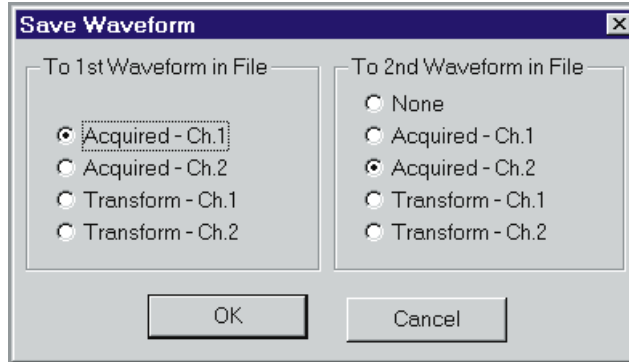 Save Waveform
To 1st Waveform in File
Acquired - Ch.1
Acquired - Ch.2
Transform - Ch.1
Transform - Ch.2
To 2nd Waveform in File
None
Acquired - Ch.1
Acquired - Ch.2
Transform - Ch.1
Transform - Ch.2
OK
Cancel